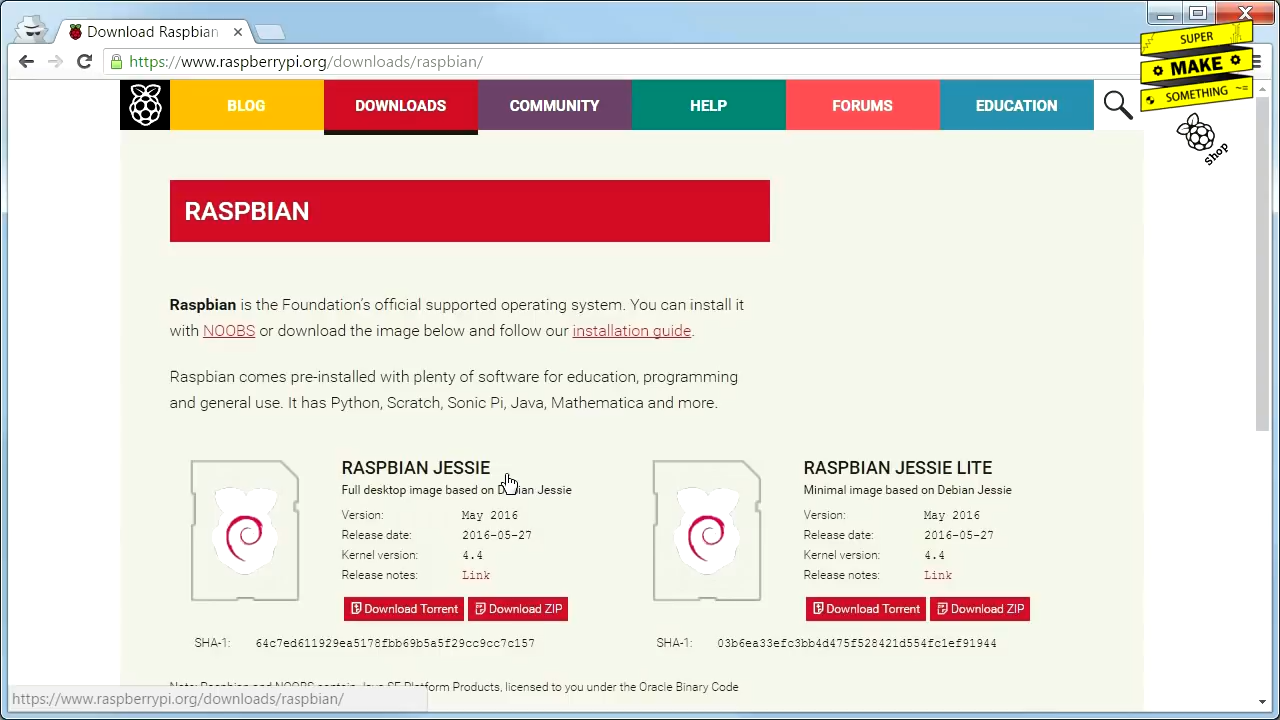 Download Raspbian
https://www.raspberrypi.org/downloads/raspbian/
SUPER
MAKE
SOMETHING
BLOG
DOWNLOADS
COMMUNITY
HELP
FORUMS
EDUCATION
Shop
RASPBIAN
Raspbian is the Foundation's official supported operating system. You can install it
with NOOBS or download the image below and follow our installation guide.
Raspbian comes pre-installed with plenty of software for education, programming
and general use. It has Python, Scratch, Sonic Pi, Java, Mathematica and more.
RASPBIAN JESSIE
Full desktop image based on Debian Jessie
Version: May 2016
Release date: 2016-05-27
Kernel version: 4.4
Release notes: Link
Download Torrent Download ZIP
SHA-1: 64c7ed611929ea5178fbb69b5a5f29cc9cc7c157
RASPBIAN JESSIE LITE
Minimal image based on Debian Jessie
Version: May 2016
Release date: 2016-05-27
Kernel version: 4.4
Release notes: Link
Download Torrent Download ZIP
SHA-1: 03b6ea33efc3bb4d475f528421d554fc1ef91944
Note: Raspbian and NOOBS contain Java SE Platform Products, licensed to you under the Oracle Binary Code
https://www.raspberrypi.org/downloads/raspbian/